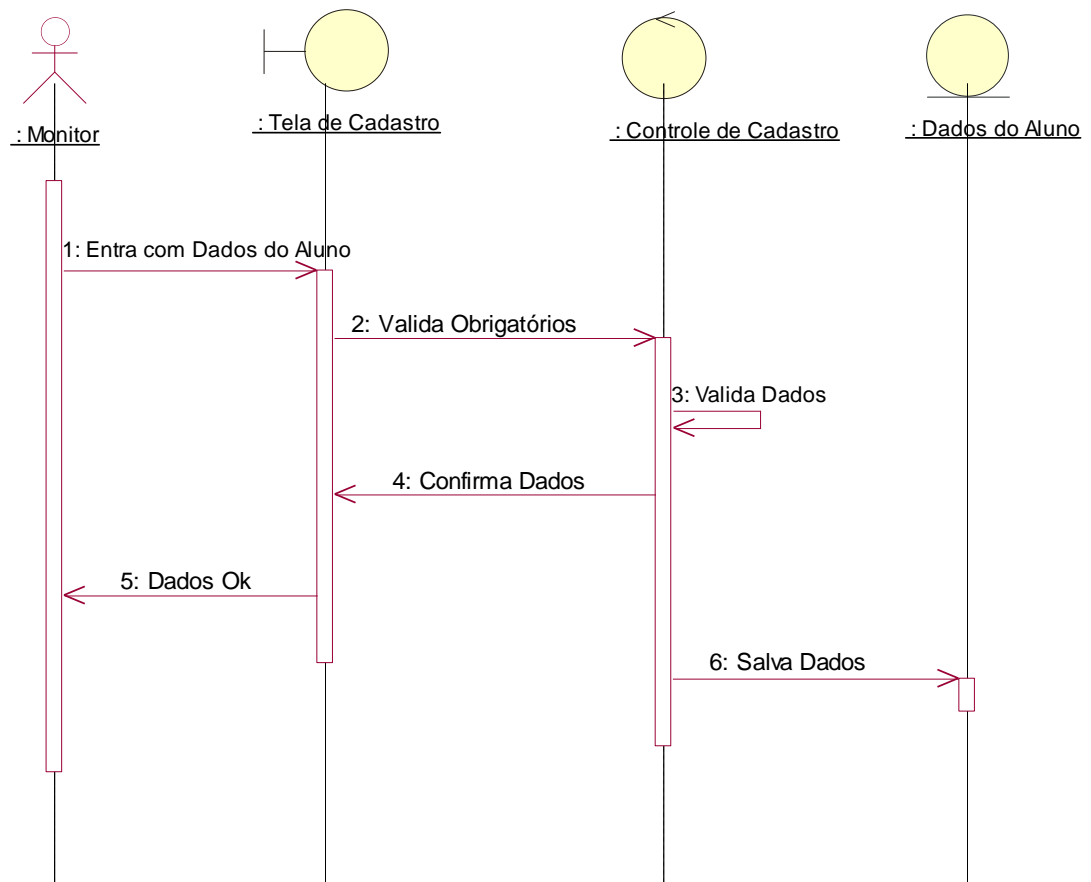 : Monitor
: Tela de Cadastro
: Controle de Cadastro
: Dados do Aluno
1: Entra com Dados do Aluno
2: Valida Obrigatórios
3: Valida Dados
4: Confirma Dados
5: Dados Ok
6: Salva Dados